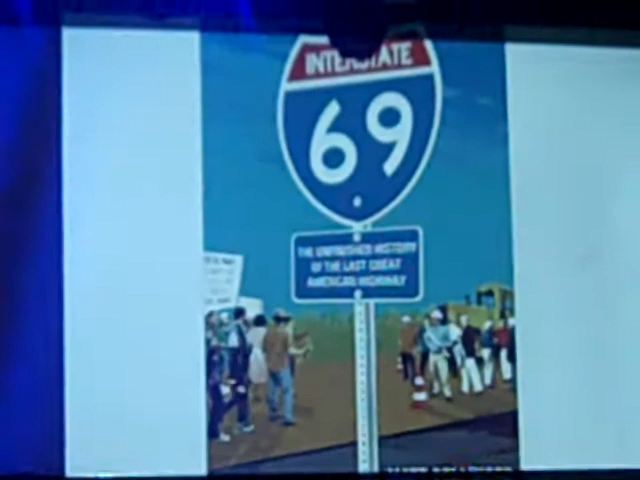 INTERSTATE
69
THE UNFINISHED HISTORY
OF THE LAST GREAT
AMERICAN HIGHWAY